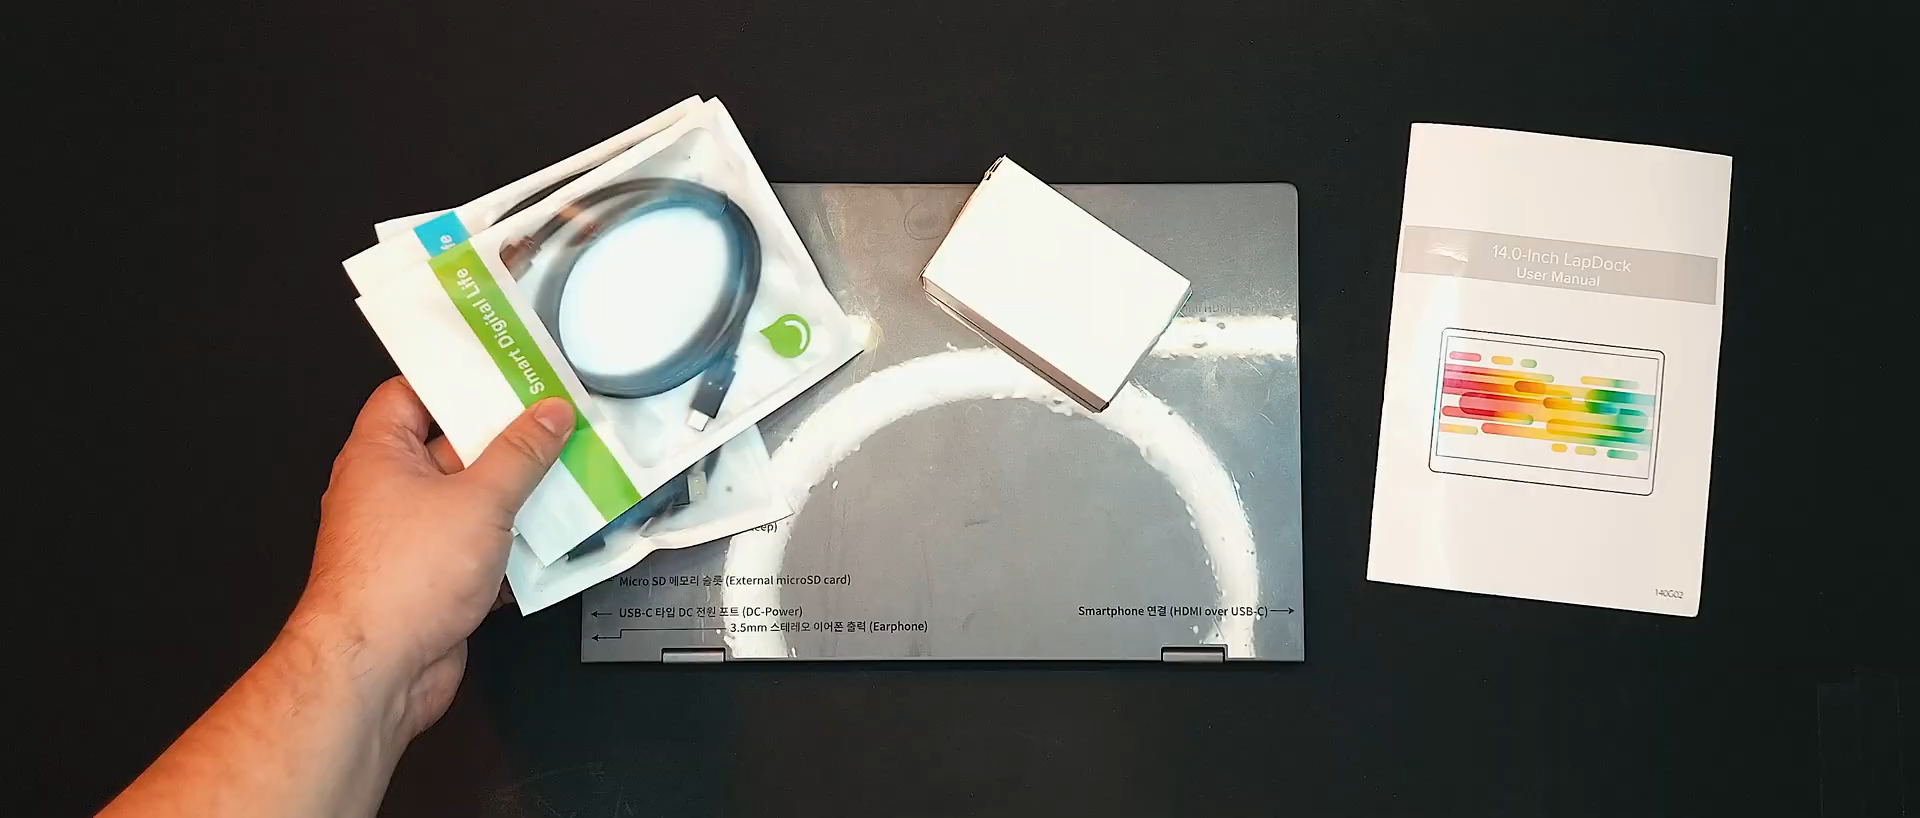 fe
Smart Digital Life
14.0-Inch LapDock
User Manual
140G02
Micro SD 메모리 슬롯 (External microSD card)
USB-C 타입 DC 전원 포트 (DC-Power)
3.5mm 스테레오 이어폰 출력 (Earphone)
Smartphone 연결 (HDMI over USB-C)